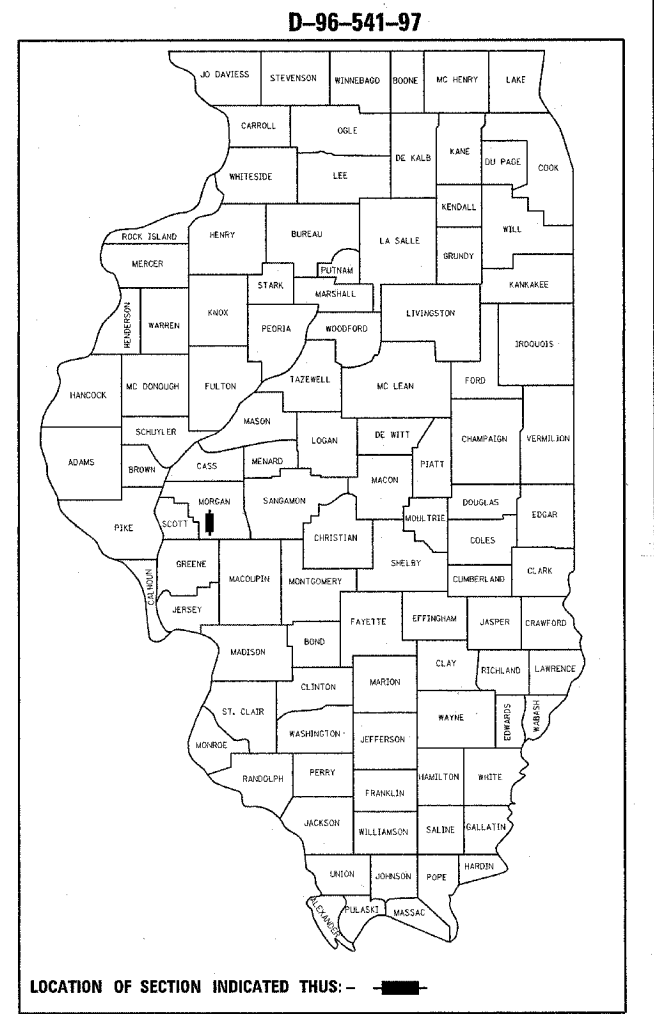 D-96-541-97
JO DAVIESS STEVENSON WINNEBAGO BOONE MC HENRY LAKE
CARROLL OGLE DE KALB KANE DU PAGE COOK
WHITESIDE LEE
KENDALL
ROCK ISLAND HENRY BUREAU LA SALLE WILL
MERCER PUTNAM GRUNDY
STARK MARSHALL KANKAKEE
HENDERSON WARREN KNOX PEORIA WOODFORD LIVINGSTON IROQUOIS
HANCOCK MC DONOUGH FULTON TAZEWELL MC LEAN FORD
MASON
SCHUYLER LOGAN DE WITT CHAMPAIGN VERMILION
ADAMS BROWN CASS MENARD PIATT
MACON
MORGAN SANGAMON DOUGLAS
PIKE SCOTT CHRISTIAN MOULTRIE EDGAR
COLES
GREENE SHELBY CLARK
CALHOUN MACOUPIN MONTGOMERY CUMBERLAND
JERSEY FAYETTE EFFINGHAM JASPER CRAWFORD
MADISON BOND
CLAY RICHLAND LAWRENCE
CLINTON MARION
ST. CLAIR WAYNE EDWARDS WABASH
WASHINGTON JEFFERSON
MONROE
RANDOLPH PERRY HAMILTON WHITE
FRANKLIN
JACKSON WILLIAMSON SALINE GALLATIN
UNION JOHNSON POPE HARDIN
ALEXANDER PULASKI MASSAC
LOCATION OF SECTION INDICATED THUS: -